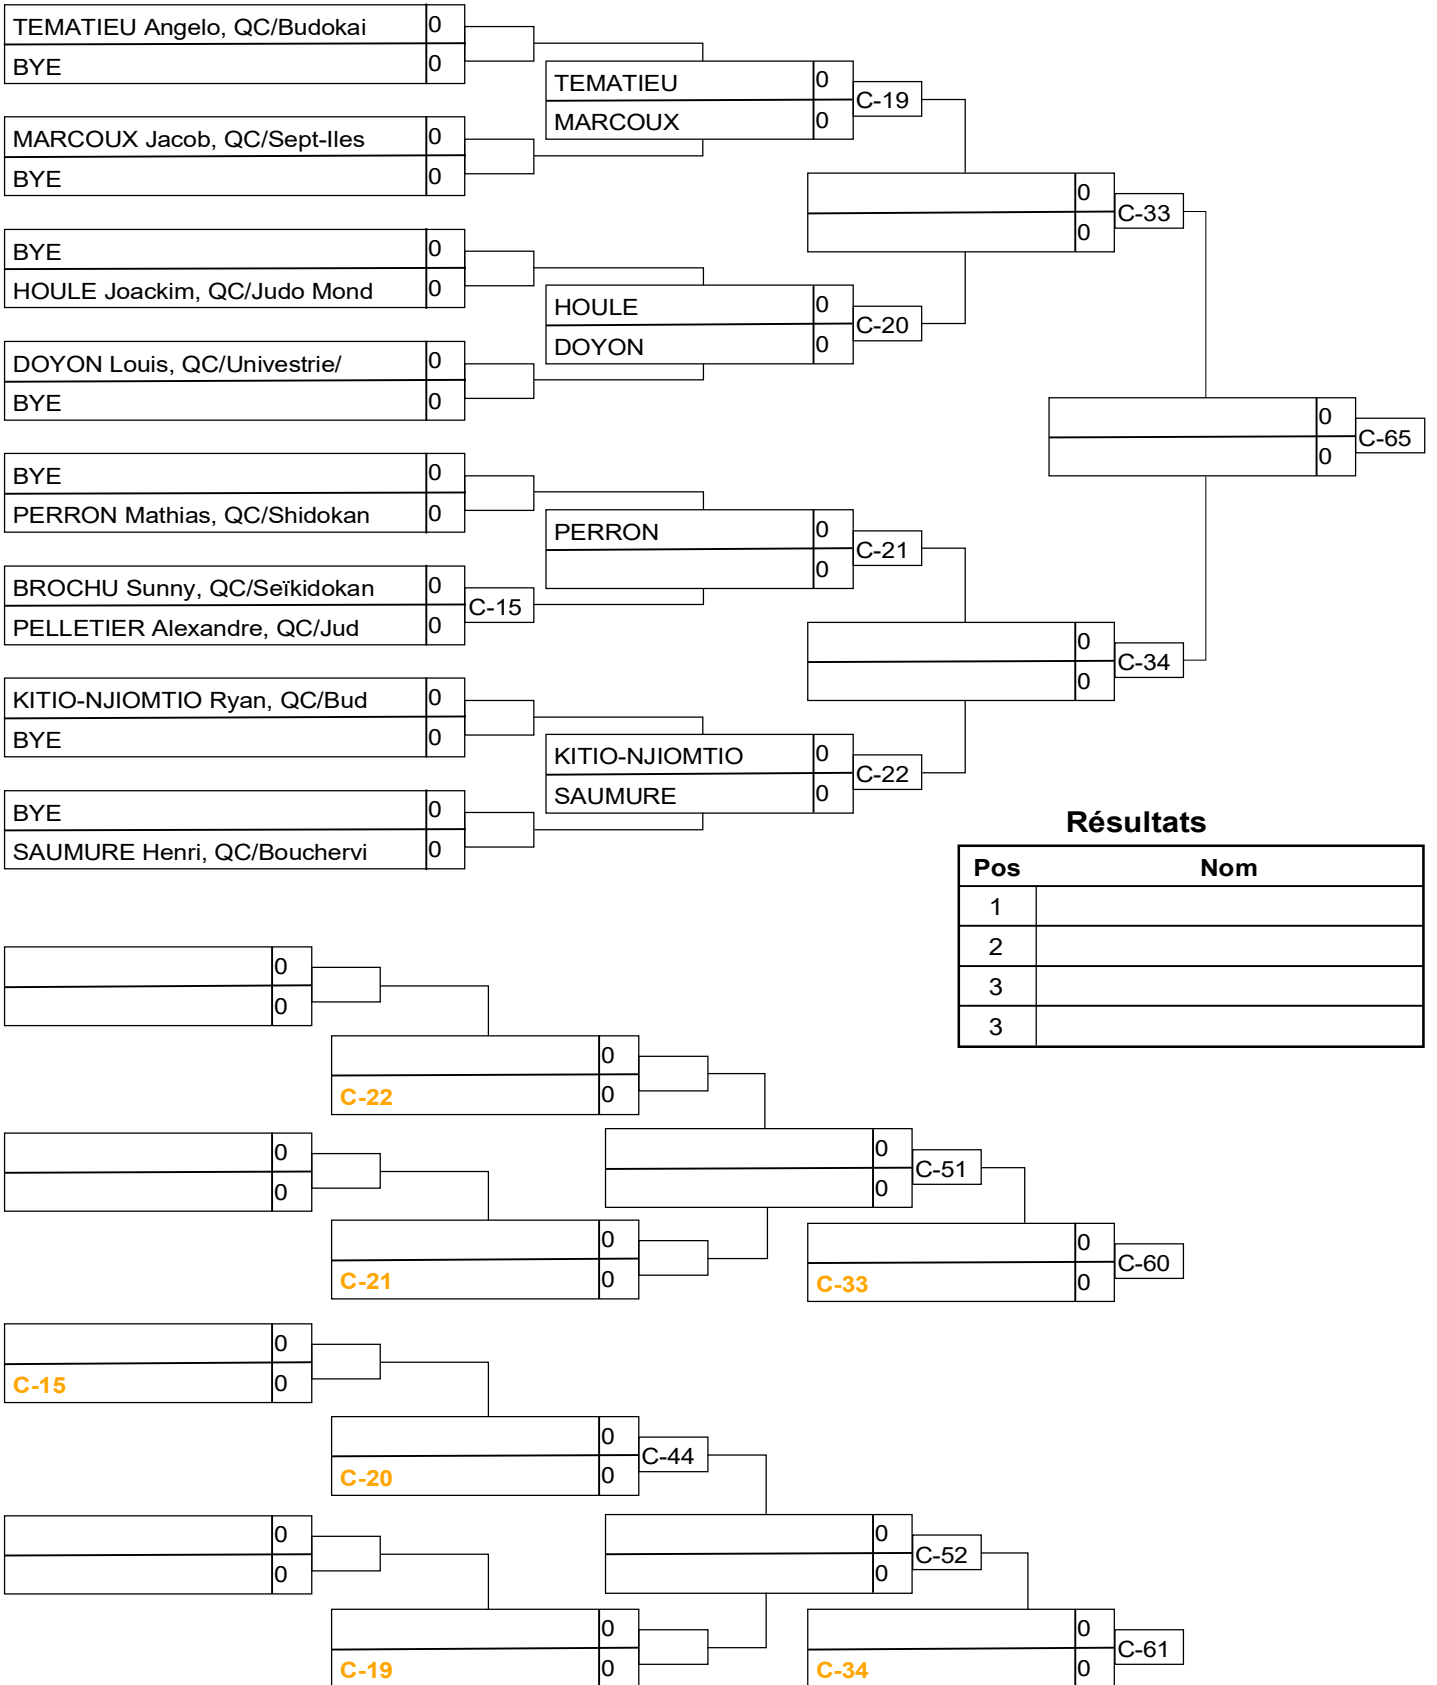 TEMATIEU Angelo, QC/Budokai 0
BYE 0
MARCOUX Jacob, QC/Sept-Iles 0
BYE 0
BYE 0
HOULE Joackim, QC/Judo Mond 0
DOYON Louis, QC/Univestrie/ 0
BYE 0
BYE 0
PERRON Mathias, QC/Shidokan 0
BROCHU Sunny, QC/Seïkidokan 0
PELLETIER Alexandre, QC/Jud 0
C-15
KITIO-NJIOMTIO Ryan, QC/Bud 0
BYE 0
BYE 0
SAUMURE Henri, QC/Bouchervi 0
TEMATIEU 0
MARCOUX 0
C-19
HOULE 0
DOYON 0
C-20
PERRON 0
0
C-21
KITIO-NJIOMTIO 0
SAUMURE 0
C-22
0
0
C-33
0
0
C-34
0
0
C-65
Résultats
Pos Nom
1
2
3
3
0
0
0
C-22 0
0
0
0
C-21 0
0
0
C-51
0
C-33 0
C-60
0
C-15 0
0
C-20 0
C-44
0
0
0
C-19 0
0
0
C-52
0
C-34 0
C-61